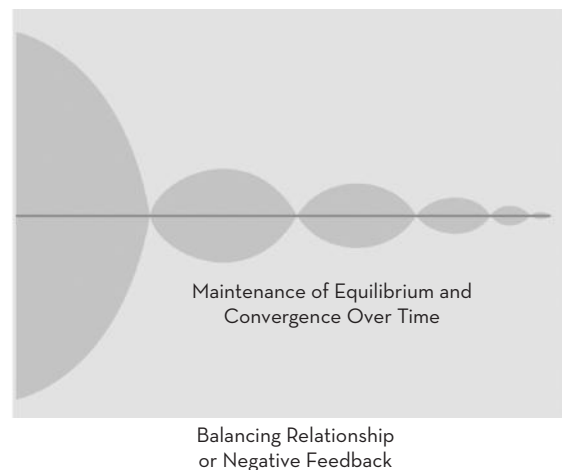 Maintenance of Equilibrium and
Convergence Over Time
Balancing Relationship
or Negative Feedback